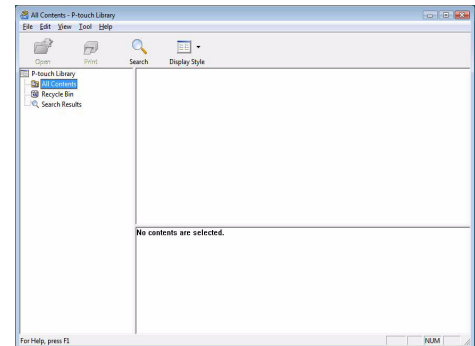 All Contents - P-touch Library
File Edit View Tool Help
Open Print Search Display Style
P-touch Library
All Contents
Recycle Bin
Search Results
No contents are selected.
For Help, press F1 NUM